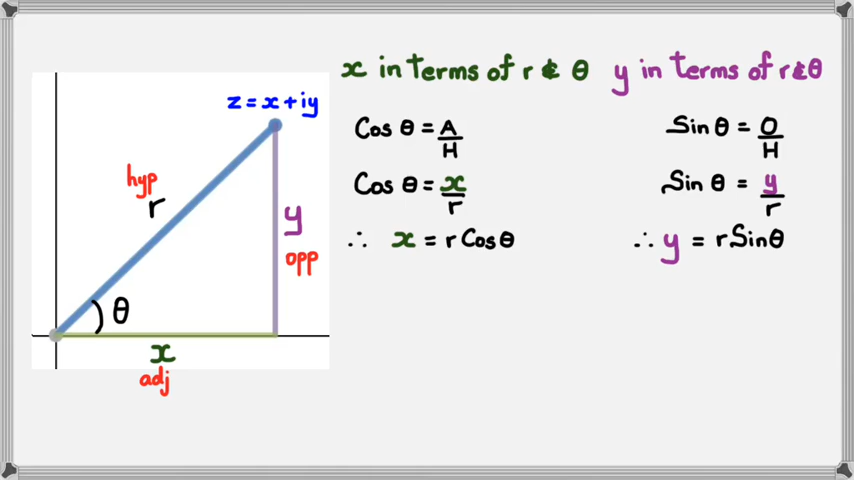 z = x + iy
hyp
r
y
opp
θ
x
adj
x in terms of r & θ
Cos θ = A/H
Cos θ = x/r
∴ x = r Cos θ
y in terms of r & θ
Sin θ = O/H
Sin θ = y/r
∴ y = r Sin θ